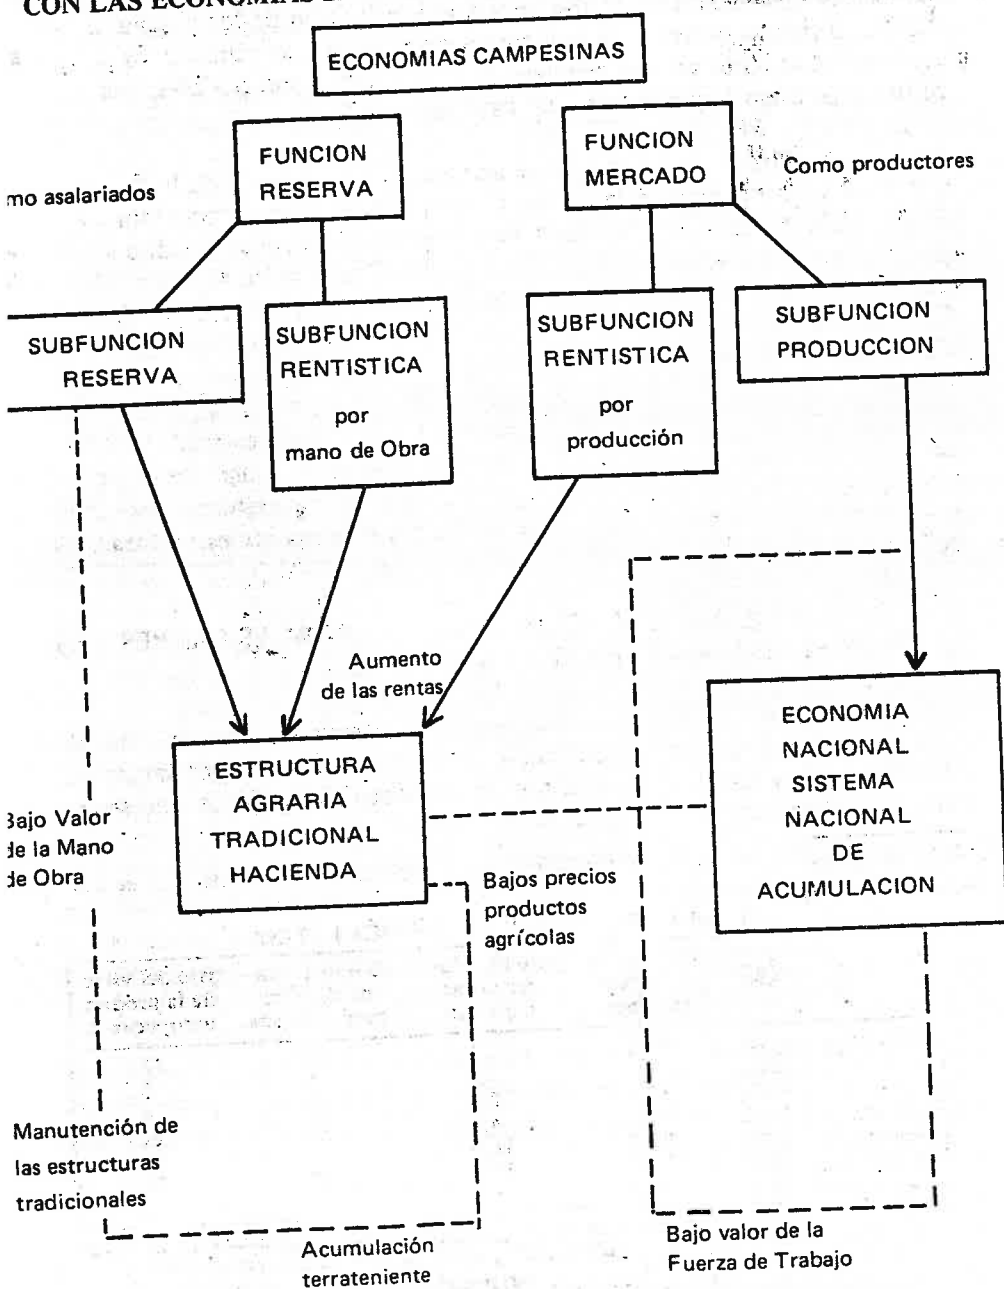 CON LAS ECONOMIAS
ECONOMIAS CAMPESINAS
FUNCION
RESERVA
FUNCION
MERCADO
mo asalariados
Como productores
SUBFUNCION
RESERVA
SUBFUNCION
RENTISTICA
por
mano de Obra
SUBFUNCION
RENTISTICA
por
producción
SUBFUNCION
PRODUCCION
Aumento
de las rentas
ESTRUCTURA
AGRARIA
TRADICIONAL
HACIENDA
ECONOMIA
NACIONAL
SISTEMA
NACIONAL
DE
ACUMULACION
Bajo Valor
de la Mano
de Obra
Bajos precios
productos
agrícolas
Manutención de
las estructuras
tradicionales
Acumulación
terrateniente
Bajo valor de la
Fuerza de Trabajo